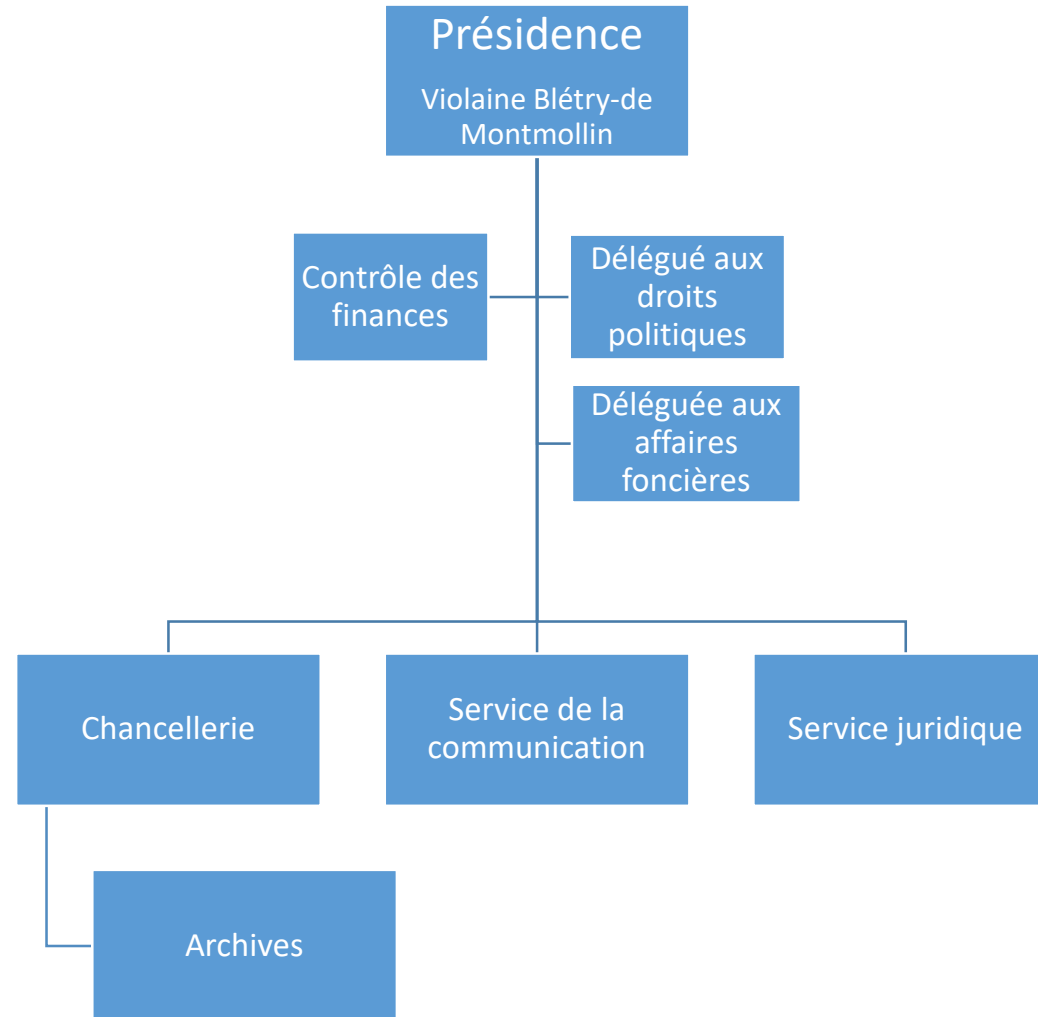 Présidence
Violaine Blétry-de
Montmollin
Contrôle des
finances
Délégué aux
droits
politiques
Déléguée aux
affaires
foncières
Chancellerie
Service de la
communication
Service juridique
Archives